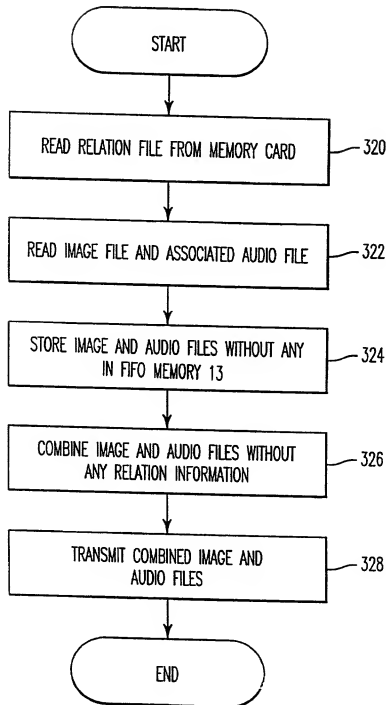 START
READ RELATION FILE FROM MEMORY CARD
320
READ IMAGE FILE AND ASSOCIATED AUDIO FILE
322
STORE IMAGE AND AUDIO FILES WITHOUT ANY
IN FIFO MEMORY 13
324
COMBINE IMAGE AND AUDIO FILES WITHOUT
ANY RELATION INFORMATION
326
TRANSMIT COMBINED IMAGE AND
AUDIO FILES
328
END